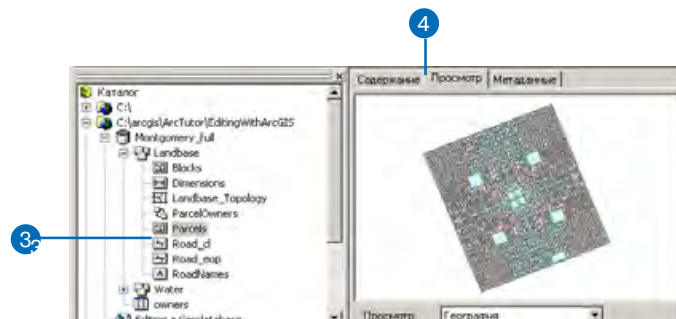 4
Содержание Просмотр Метаданные
Каталог
C:\
C:\arcgis\ArcTutor\EditingWithArcGIS
Montgomery_full
Landbase
Blocks
Dimensions
Landbase_Topology
ParcelOwners
Parcels
3
Road_cl
Road_eop
RoadNames
Water
owners
Просмотр География